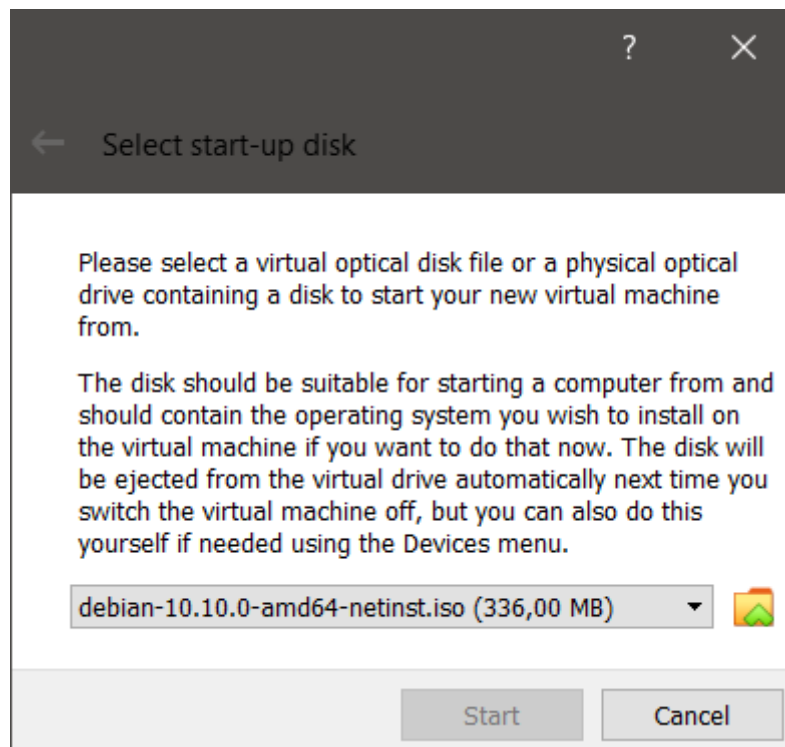 ?
Select start-up disk
Please select a virtual optical disk file or a physical optical
drive containing a disk to start your new virtual machine
from.
The disk should be suitable for starting a computer from and
should contain the operating system you wish to install on
the virtual machine if you want to do that now. The disk will
be ejected from the virtual drive automatically next time you
switch the virtual machine off, but you can also do this
yourself if needed using the Devices menu.
debian-10.10.0-amd64-netinst.iso (336,00 MB)
Start Cancel